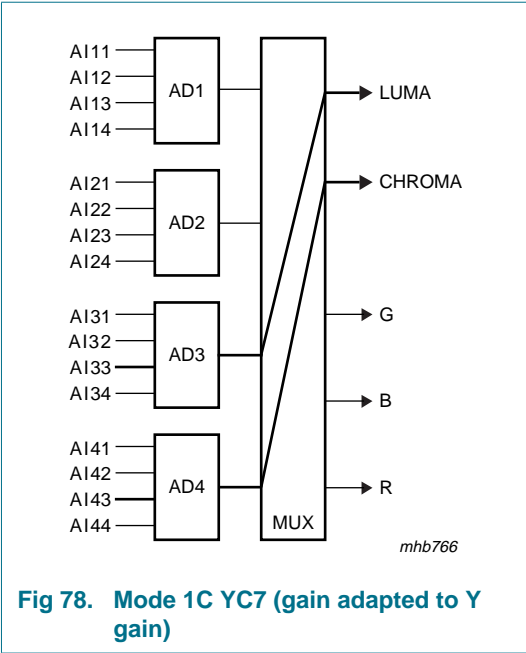 AI11
AI12
AI13
AI14
AD1
LUMA
CHROMA
AI21
AI22
AI23
AI24
AD2
AI31
AI32
AI33
AI34
AD3
G
B
AI41
AI42
AI43
AI44
AD4
MUX
R
mhb766
Fig 78. Mode 1C YC7 (gain adapted to Y
gain)